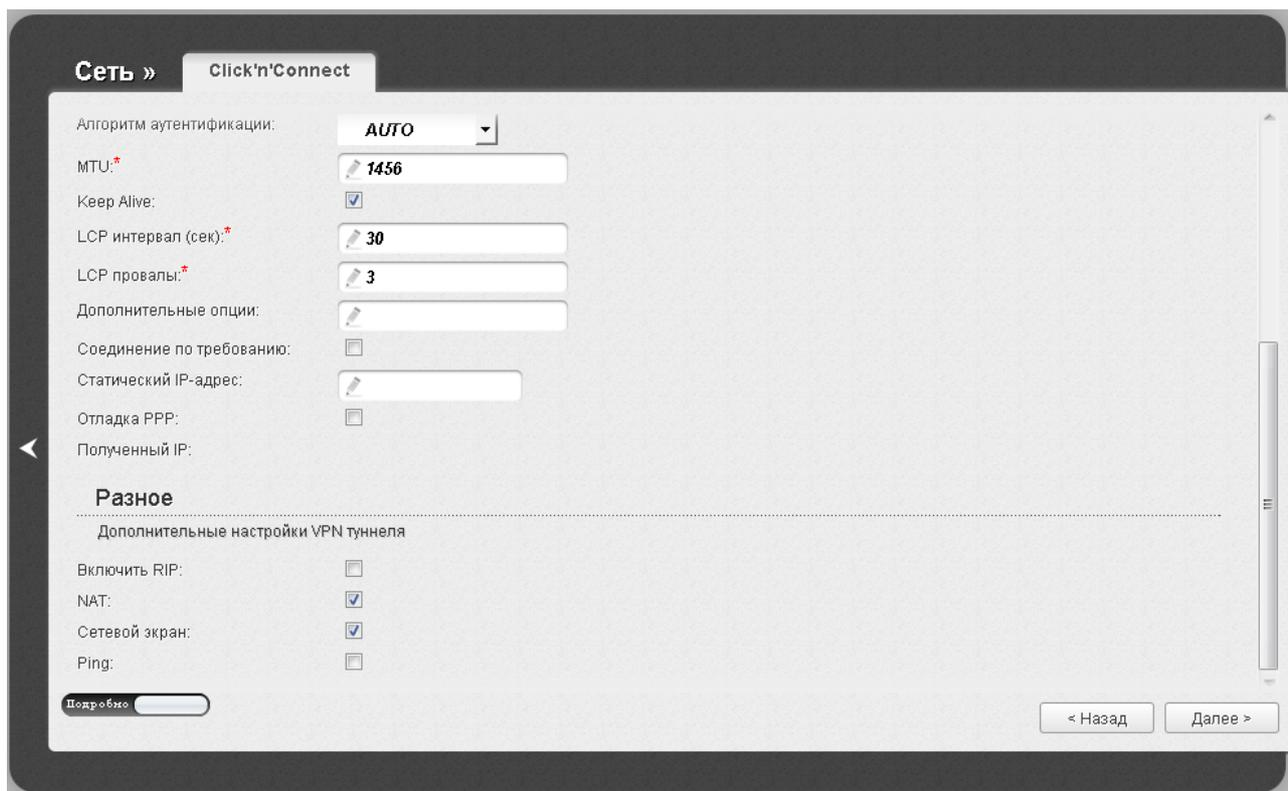 Сеть »
Click'n'Connect
Алгоритм аутентификации: AUTO
MTU:* 1456
Keep Alive:
LCP интервал (сек):* 30
LCP провалы:* 3
Дополнительные опции:
Соединение по требованию:
Статический IP-адрес:
Отладка PPP:
Полученный IP:
Разное
Дополнительные настройки VPN туннеля
Включить RIP:
NAT:
Сетевой экран:
Ping:
Подробно
< Назад
Далее >